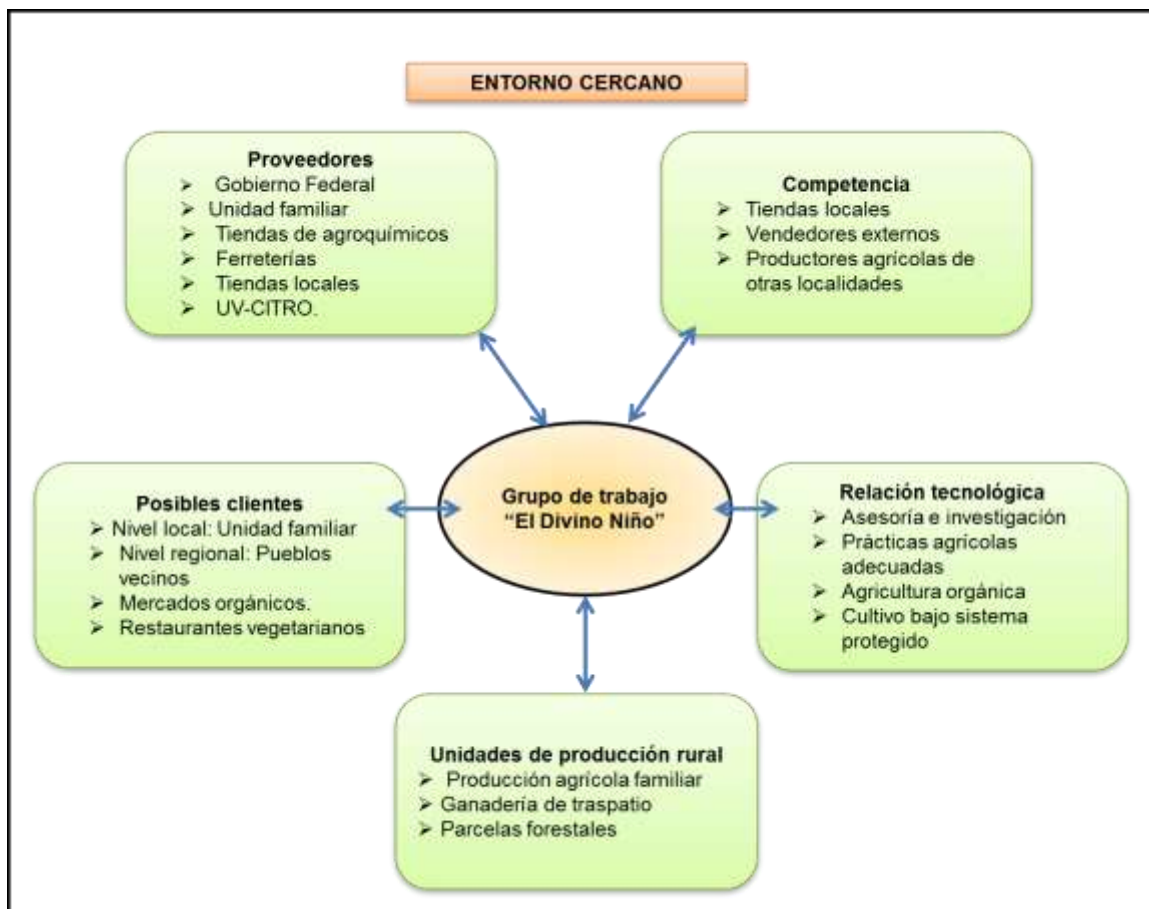 ENTORNO CERCANO
Proveedores
➢ Gobierno Federal
➢ Unidad familiar
➢ Tiendas de agroquímicos
➢ Ferreterías
➢ Tiendas locales
➢ UV-CITRO.
Competencia
➢ Tiendas locales
➢ Vendedores externos
➢ Productores agrícolas de
otras localidades
Posibles clientes
➢ Nivel local: Unidad familiar
➢ Nivel regional: Pueblos
vecinos
➢ Mercados orgánicos.
➢ Restaurantes vegetarianos
Grupo de trabajo
“El Divino Niño”
Relación tecnológica
➢ Asesoría e investigación
➢ Prácticas agrícolas
adecuadas
➢ Agricultura orgánica
➢ Cultivo bajo sistema
protegido
Unidades de producción rural
➢ Producción agrícola familiar
➢ Ganadería de traspatio
➢ Parcelas forestales